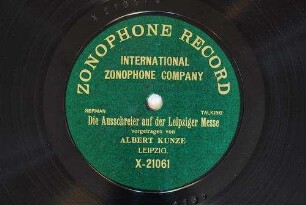 ZONOPHONE RECORD
INTERNATIONAL
ZONOPHONE COMPANY
GERMAN TALKING
Die Ausschreier auf der Leipziger Messe
vorgetragen von
ALBERT KUNZE
LEIPZIG.
X-21061